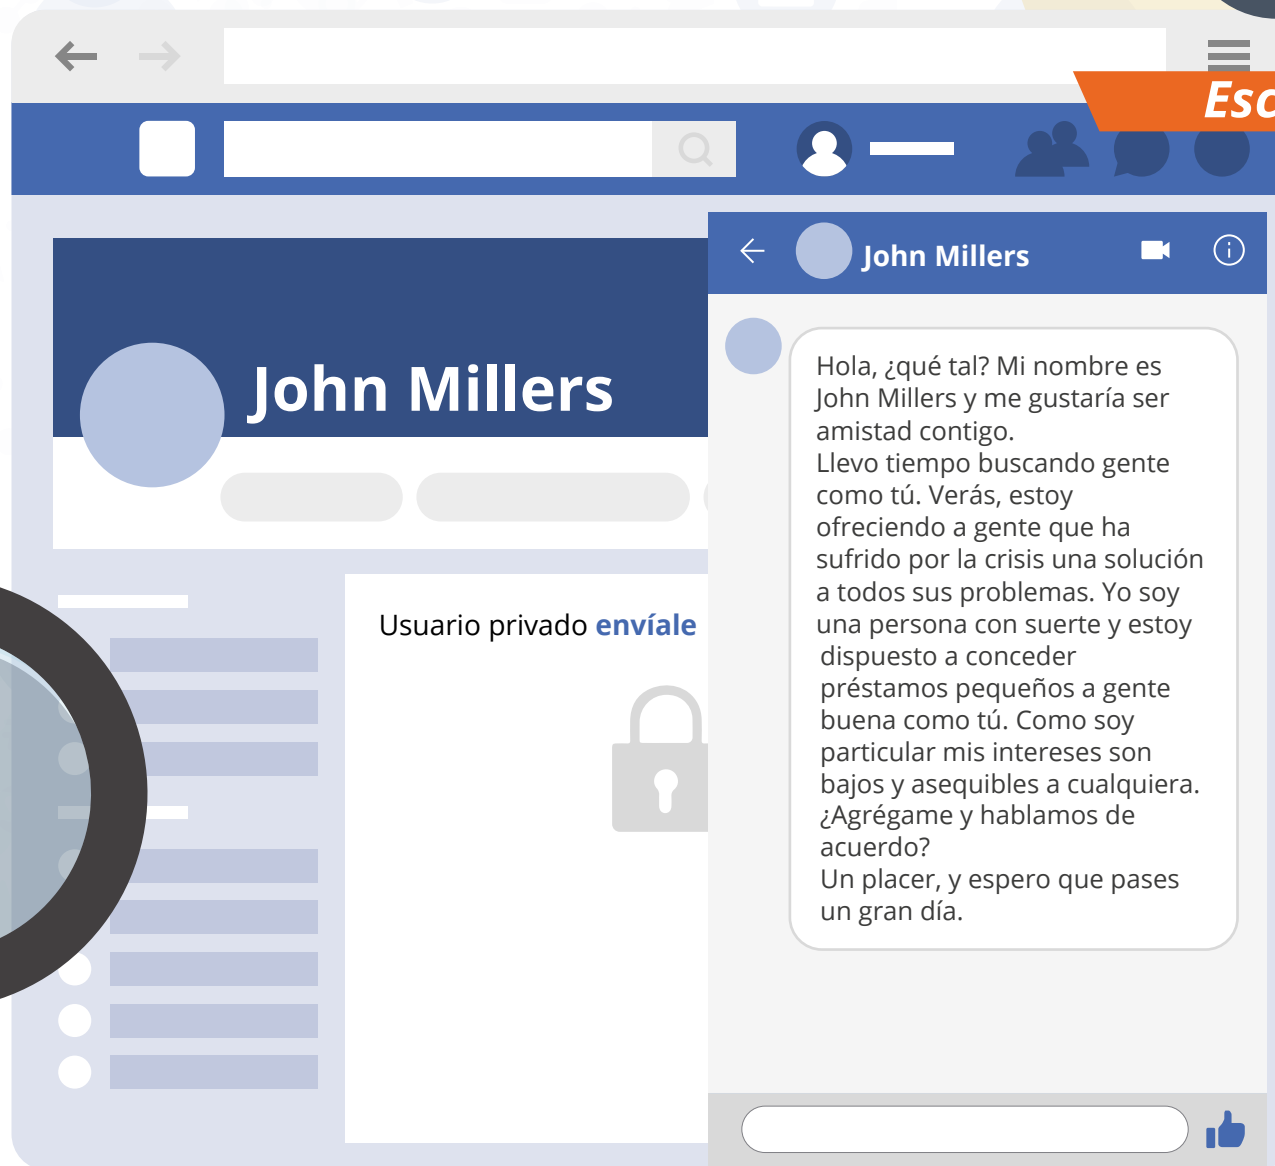 Esc
John Millers
John Millers
Usuario privado envíale
Hola, ¿qué tal? Mi nombre es
John Millers y me gustaría ser
amistad contigo.
Llevo tiempo buscando gente
como tú. Verás, estoy
ofreciendo a gente que ha
sufrido por la crisis una solución
a todos sus problemas. Yo soy
una persona con suerte y estoy
dispuesto a conceder
préstamos pequeños a gente
buena como tú. Como soy
particular mis intereses son
bajos y asequibles a cualquiera.
¿Agrégame y hablamos de
acuerdo?
Un placer, y espero que pases
un gran día.